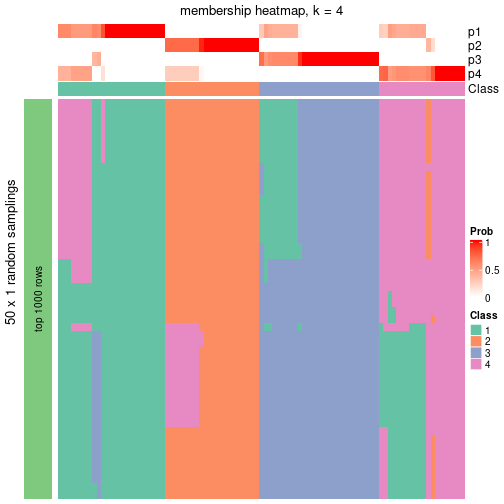 membership heatmap, k = 4
p1
p2
p3
p4
Class
50 x 1 random samplings
top 1000 rows
Prob
1
0.5
0
Class
1
2
3
4